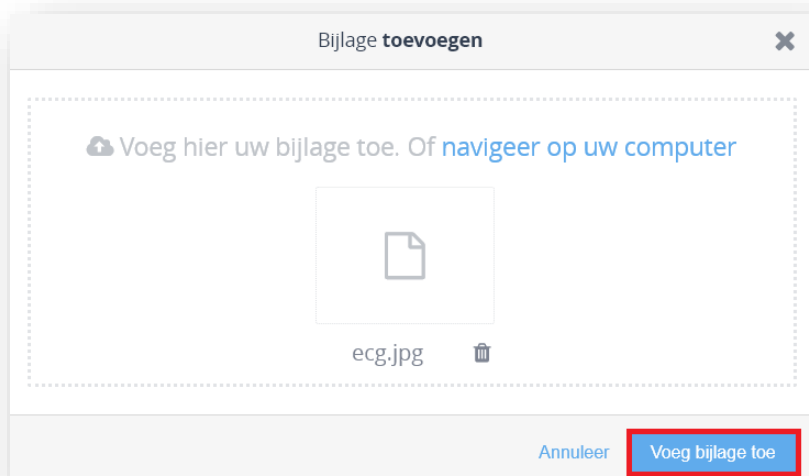 Bijlage toevoegen
Voeg hier uw bijlage toe. Of navigeer op uw computer
ecg.jpg
Annuleer
Voeg bijlage toe